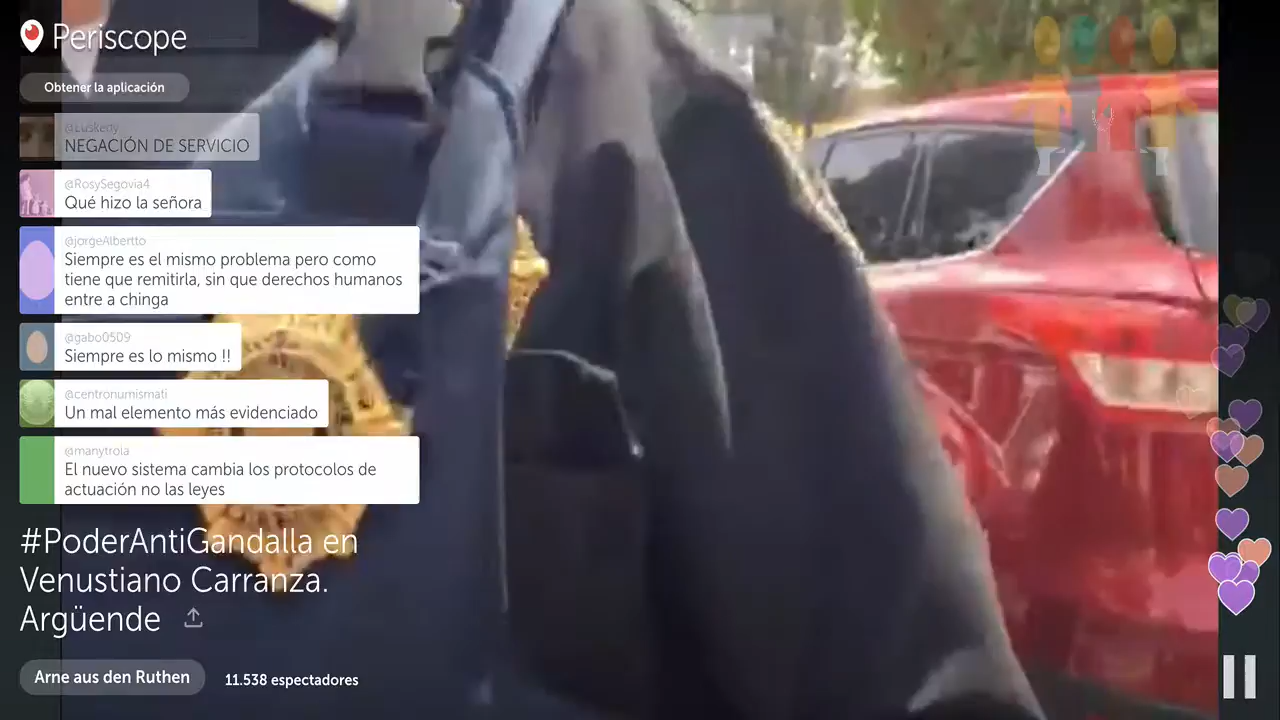 Periscope
Obtener la aplicación
@Luskedy
NEGACIÓN DE SERVICIO
@RosySegovia4
Qué hizo la señora
@jorgeAlbertto
Siempre es el mismo problema pero como
tiene que remitirla, sin que derechos humanos
entre a chinga
@gabo0509
Siempre es lo mismo !!
@centronumismati
Un mal elemento más evidenciado
@manytrola
El nuevo sistema cambia los protocolos de
actuación no las leyes
#PoderAntiGandalla en
Venustiano Carranza.
Argüende
Arne aus den Ruthen
11.538 espectadores